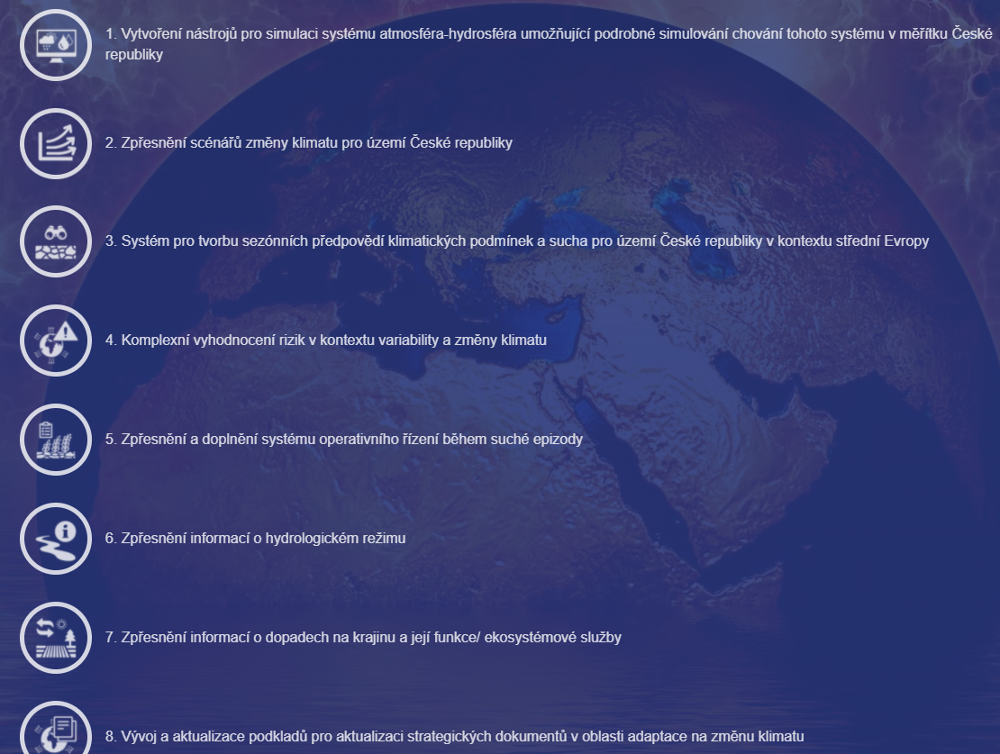 1. Vytvoření nástrojů pro simulaci systému atmosféra-hydrosféra umožňující podrobné simulování chování tohoto systému v měřítku České
republiky
2. Zpřesnění scénářů změny klimatu pro území České republiky
3. Systém pro tvorbu sezónních předpovědí klimatických podmínek a sucha pro území České republiky v kontextu střední Evropy
4. Komplexní vyhodnocení rizik v kontextu variability a změny klimatu
5. Zpřesnění a doplnění systému operativního řízení během suché epizody
6. Zpřesnění informací o hydrologickém režimu
7. Zpřesnění informací o dopadech na krajinu a její funkce/ ekosystémové služby
8. Vývoj a aktualizace podkladů pro aktualizaci strategických dokumentů v oblasti adaptace na změnu klimatu